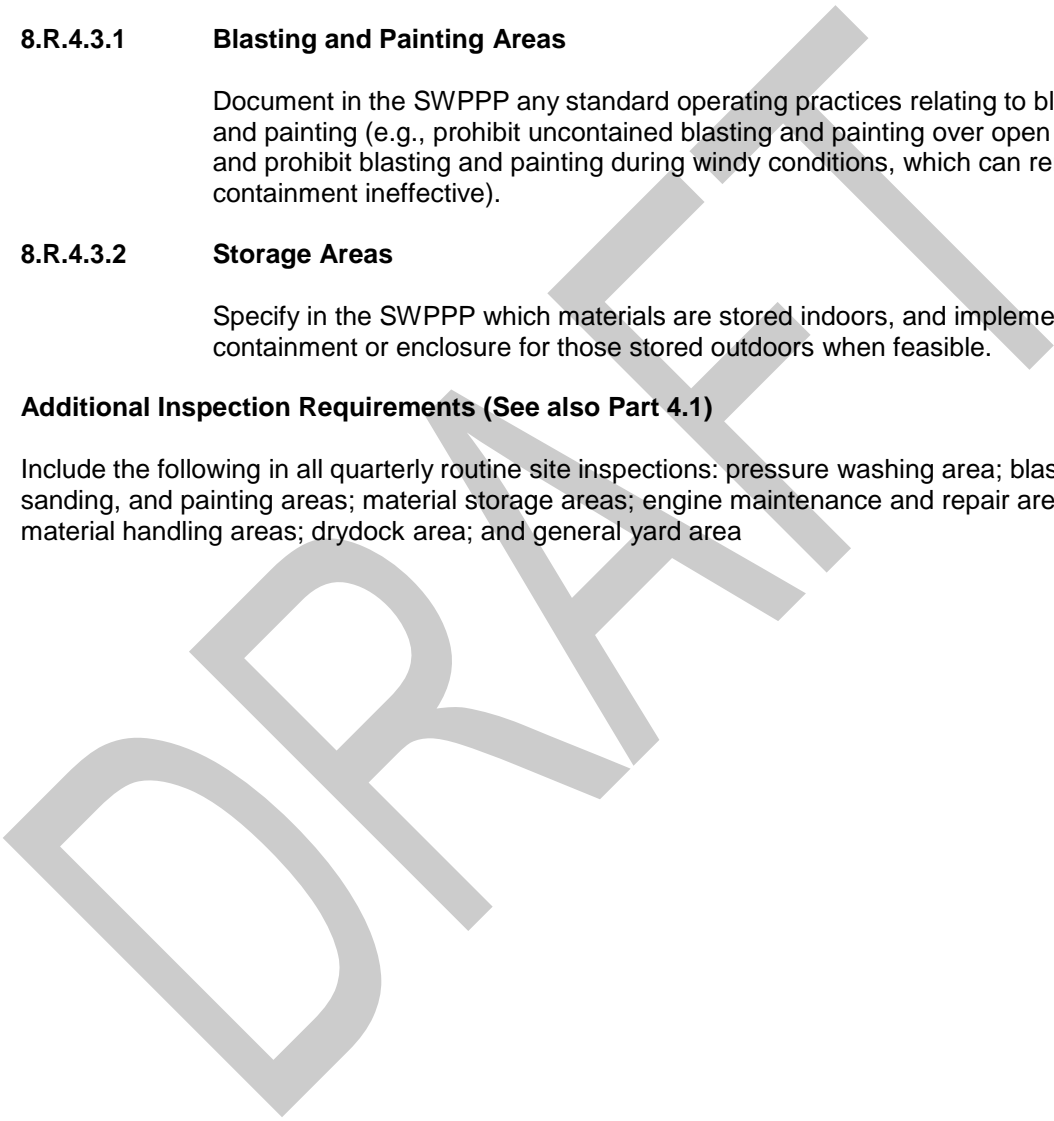 8.R.4.3.1 Blasting and Painting Areas
Document in the SWPPP any standard operating practices relating to
and painting (e.g., prohibit uncontained blasting and painting over open
and prohibit blasting and painting during windy conditions, which can
containment ineffective).
8.R.4.3.2 Storage Areas
Specify in the SWPPP which materials are stored indoors, and
containment or enclosure for those stored outdoors when feasible.
Additional Inspection Requirements (See also Part 4.1)
Include the following in all quarterly routine site inspections: pressure washing area;
sanding, and painting areas; material storage areas; engine maintenance and repair
material handling areas; drydock area; and general yard area
DRAFT